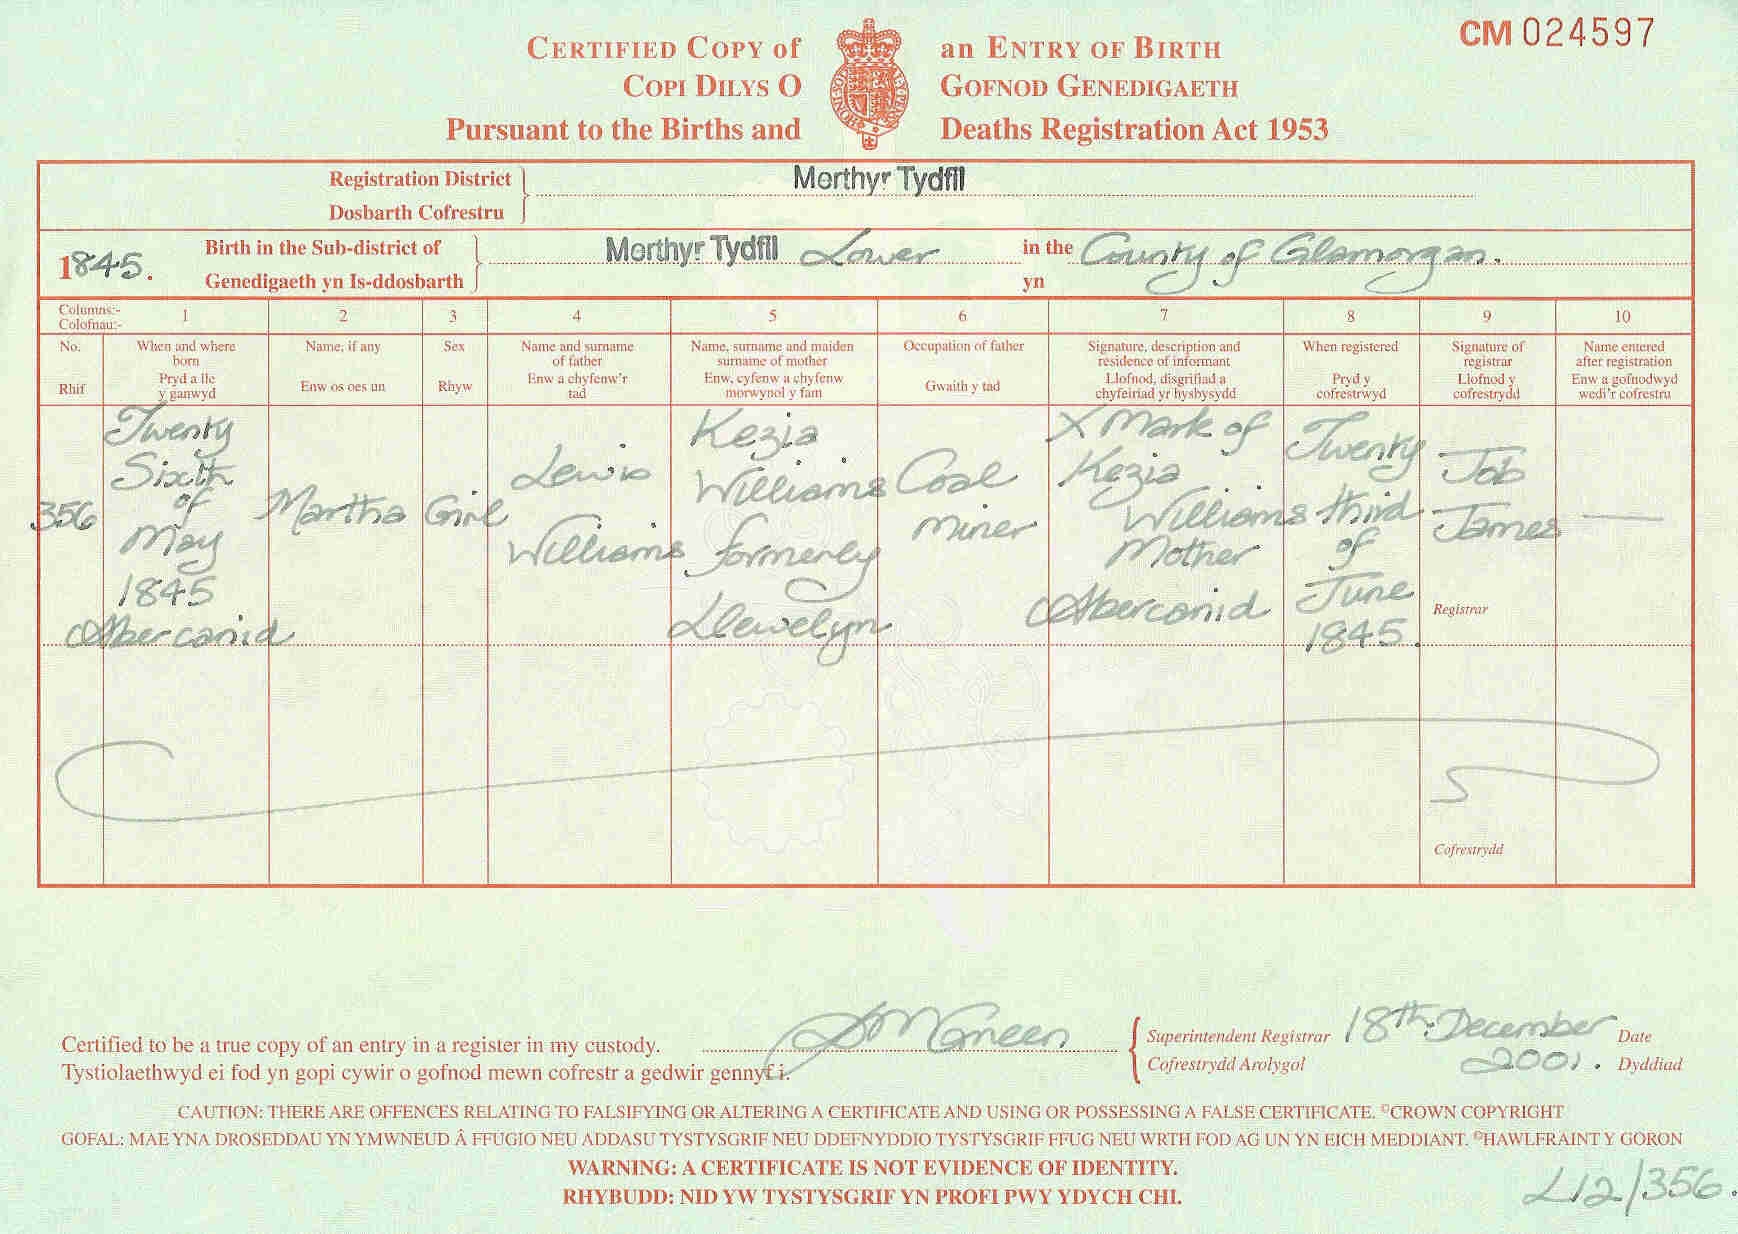 CERTIFIED COPY OF an ENTRY OF BIRTH
CM 024597
COPI DILYS O GOFNOD GENEDIGAETH
Pursuant to the Births and Deaths Registration Act 1953
Registration District Merthyr Tydfil
Dosbarth Cofrestru
1845. Birth in the Sub-district of Merthyr Tydfil Lower in the County of Glamorgan.
Genedigaeth yn Is-ddosbarth yn
Columns:- 1 2 3 4 5 6 7 8 9 10
Colofnau:-
No. When and where born Name, if any Sex Name and surname of father Name, surname and maiden surname of mother Occupation of father Signature, description and residence of informant When registered Signature of registrar Name entered after registration
Rhif Pryd a lle y ganwyd Enw os oes un Rhyw Enw a chyfenw'r tad Enw, cyfenw a chyfenw morwynol y fam Gwaith y tad Llofnod, disgrifiad a chyfeiriad yr hysbysydd Pryd y cofrestrwyd Llofnod y cofrestrydd Enw a gofnodwyd wedi'r cofrestru
356 Twenty Sixth of May 1845 Abercanid Martha Girl Lewis Williams Kezia Williams formerly Llewelyn Coal Miner X Mark of Kezia Williams Mother Abercanid Twenty third of June 1845. Job James —
Registrar
Cofrestrydd
Certified to be a true copy of an entry in a register in my custody. Superintendent Registrar 18th December 2001. Date
Tystiolaethwyd ei fod yn gopi cywir o gofnod mewn cofrestr a gedwir gennyf i. Cofrestrydd Arolygol Dyddiad
CAUTION: THERE ARE OFFENCES RELATING TO FALSIFYING OR ALTERING A CERTIFICATE AND USING OR POSSESSING A FALSE CERTIFICATE. ©CROWN COPYRIGHT
GOFAL: MAE YNA DROSEDDAU YN YMWNEUD Â FFUGIO NEU ADDASU TYSTYSGRIF NEU DDEFNYDDIO TYSTYSGRIF FFUG NEU WRTH FOD AG UN YN EICH MEDDIANT. ©HAWLFRAINT Y GORON
WARNING: A CERTIFICATE IS NOT EVIDENCE OF IDENTITY.
RHYBUDD: NID YW TYSTYSGRIF YN PROFI PWY YDYCH CHI.
L12/356.